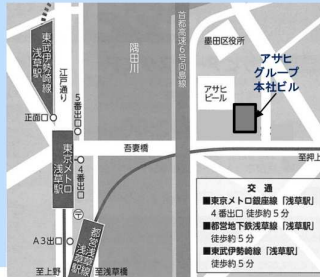 東武伊勢崎線
浅草駅
江戸通り
5番出口
正面口
隅田川
首都高速6号向島線
墨田区役所
アサヒ
グループ
本社ビル
アサヒ
ビール
東京メトロ
浅草駅
4番出口
吾妻橋
至押上
A3出口
至上野
都営浅草線
浅草駅
至浅草橋
交 通
■東京メトロ銀座線「浅草駅」
4番出口 徒歩約5分
■都営地下鉄浅草線「浅草駅」
徒歩約5分
■東武伊勢崎線「浅草駅」
徒歩約5分